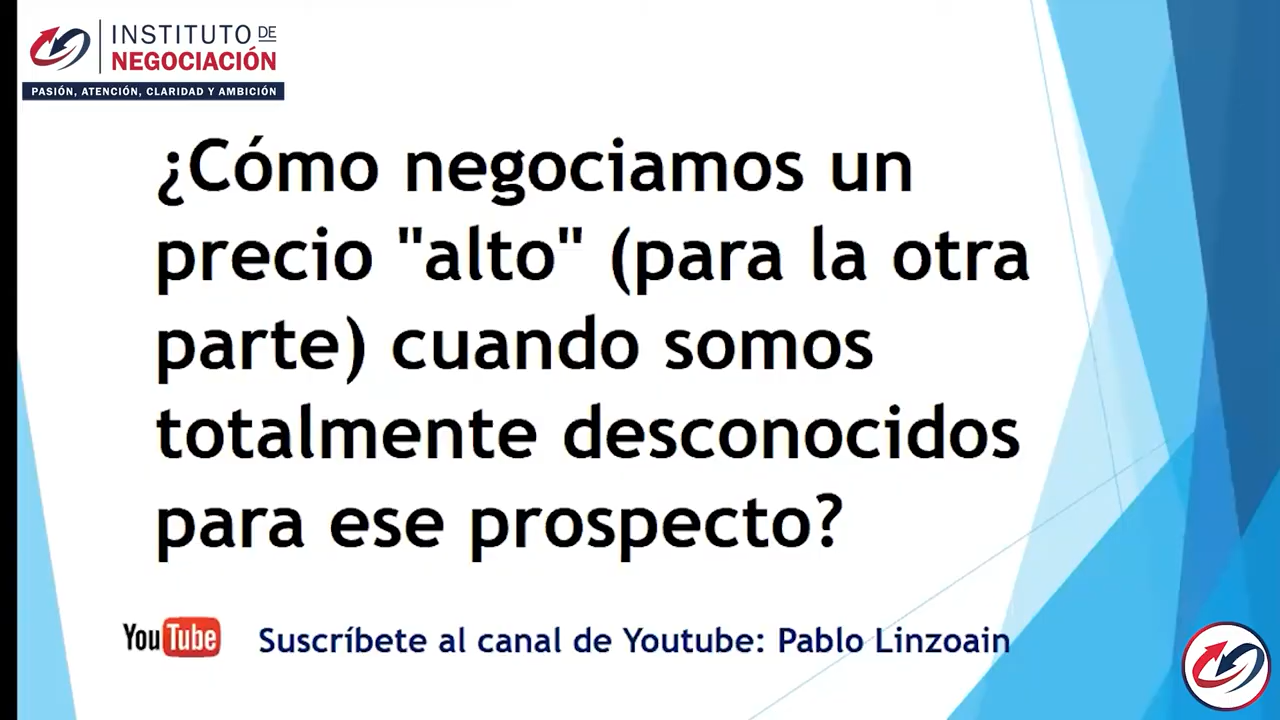 INSTITUTO DE
NEGOCIACIÓN
PASIÓN, ATENCIÓN, CLARIDAD Y AMBICIÓN
¿Cómo negociamos un
precio "alto" (para la otra
parte) cuando somos
totalmente desconocidos
para ese prospecto?
YouTube Suscríbete al canal de Youtube: Pablo Linzoain